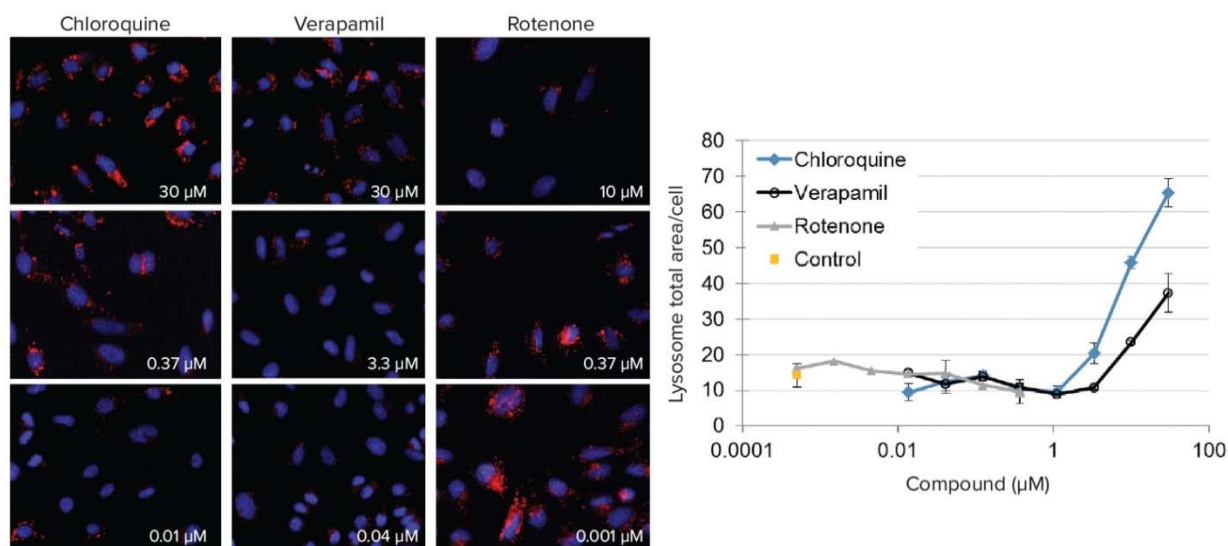 Chloroquine
Verapamil
Rotenone
30 µM
30 µM
10 µM
0.37 µM
3.3 µM
0.37 µM
0.01 µM
0.04 µM
0.001 µM
Lysosome total area/cell
80
70
60
50
40
30
20
10
0
Chloroquine
Verapamil
Rotenone
Control
0.0001
0.01
1
100
Compound (µM)